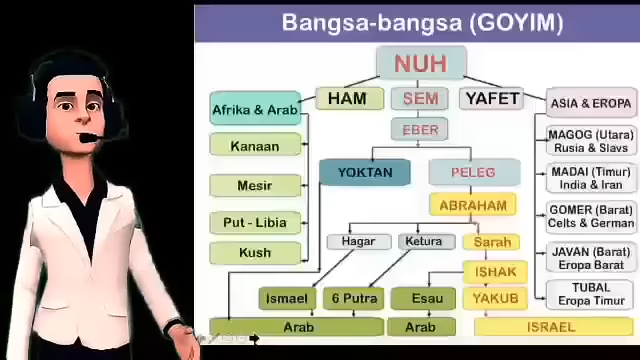 Bangsa-bangsa (GOYIM)
NUH
HAM
SEM
YAFET
Afrika & Arab
ASIA & EROPA
EBER
Kanaan
MAGOG (Utara)
Rusia & Slavs
YOKTAN
PELEG
Mesir
MADAI (Timur)
India & Iran
ABRAHAM
Put - Libia
GOMER (Barat)
Celts & German
Hagar
Ketura
Sarah
Kush
JAVAN (Barat)
Eropa Barat
ISHAK
Ismael
6 Putra
Esau
YAKUB
TUBAL
Eropa Timur
Arab
Arab
ISRAEL